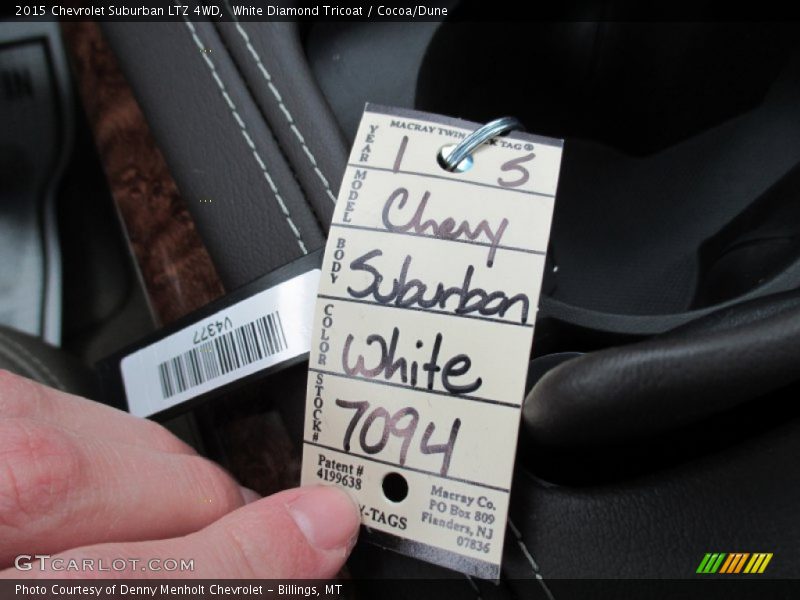 2015 Chevrolet Suburban LTZ 4WD, White Diamond Tricoat / Cocoa/Dune
MACRAY TWIN TAG®
YEAR 1 5
MODEL Chevy
BODY Suburban
COLOR White
STOCK# 7094
Patent #
4199638
Y-TAGS
Macray Co.
PO Box 809
Flanders, NJ
07836
V4377
GTCARLOT.COM
Photo Courtesy of Denny Menholt Chevrolet - Billings, MT